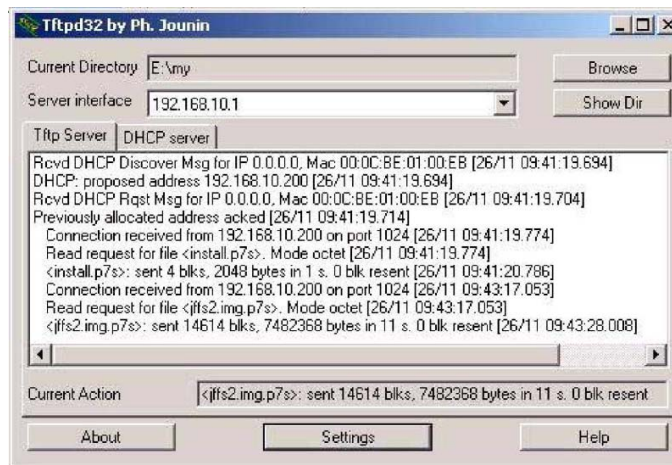 Tftpd32 by Ph. Jounin
Current Directory E:\my Browse
Server interface 192.168.10.1 Show Dir
Tftp Server DHCP server
Rcvd DHCP Discover Msg for IP 0.0.0.0, Mac 00:0C:BE:01:00:EB [26/11 09:41:19.694]
DHCP: proposed address 192.168.10.200 [26/11 09:41:19.694]
Rcvd DHCP Rqst Msg for IP 0.0.0.0, Mac 00:0C:BE:01:00:EB [26/11 09:41:19.704]
Previously allocated address acked [26/11 09:41:19.714]
Connection received from 192.168.10.200 on port 1024 [26/11 09:41:19.774]
Read request for file <install.p7s>. Mode octet [26/11 09:41:19.774]
<install.p7s>: sent 4 blks, 2048 bytes in 1 s. 0 blk resent [26/11 09:41:20.786]
Connection received from 192.168.10.200 on port 1024 [26/11 09:43:17.053]
Read request for file <jffs2.img.p7s>. Mode octet [26/11 09:43:17.053]
<jffs2.img.p7s>: sent 14614 blks, 7482368 bytes in 11 s. 0 blk resent [26/11 09:43:28.008]
Current Action <jffs2.img.p7s>: sent 14614 blks, 7482368 bytes in 11 s. 0 blk resent
About Settings Help